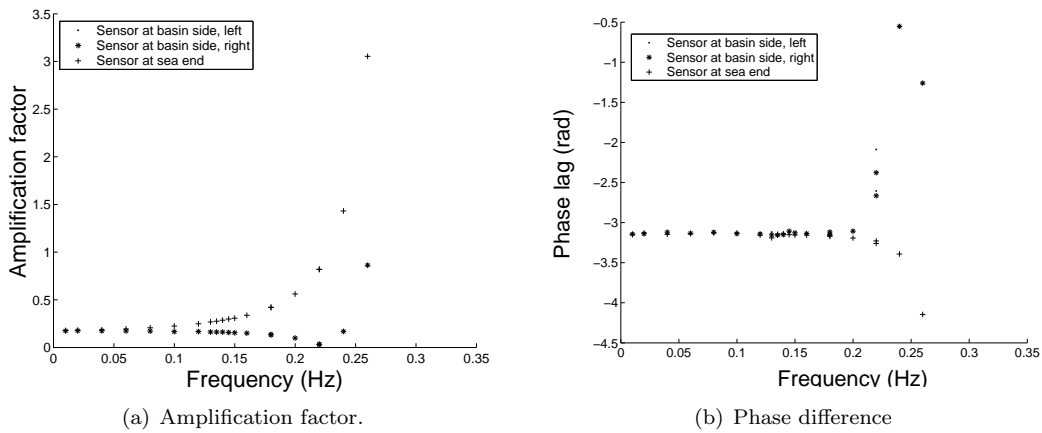 3.5
3
2.5
2
1.5
1
0.5
0
Amplification factor
Sensor at basin side, left
Sensor at basin side, right
Sensor at sea end
0 0.05 0.1 0.15 0.2 0.25 0.3 0.35
Frequency (Hz)
(a) Amplification factor.
−0.5
−1
−1.5
−2
−2.5
−3
−3.5
−4
−4.5
Phase lag (rad)
Sensor at basin side, left
Sensor at basin side, right
Sensor at sea end
0 0.05 0.1 0.15 0.2 0.25 0.3 0.35
Frequency (Hz)
(b) Phase difference